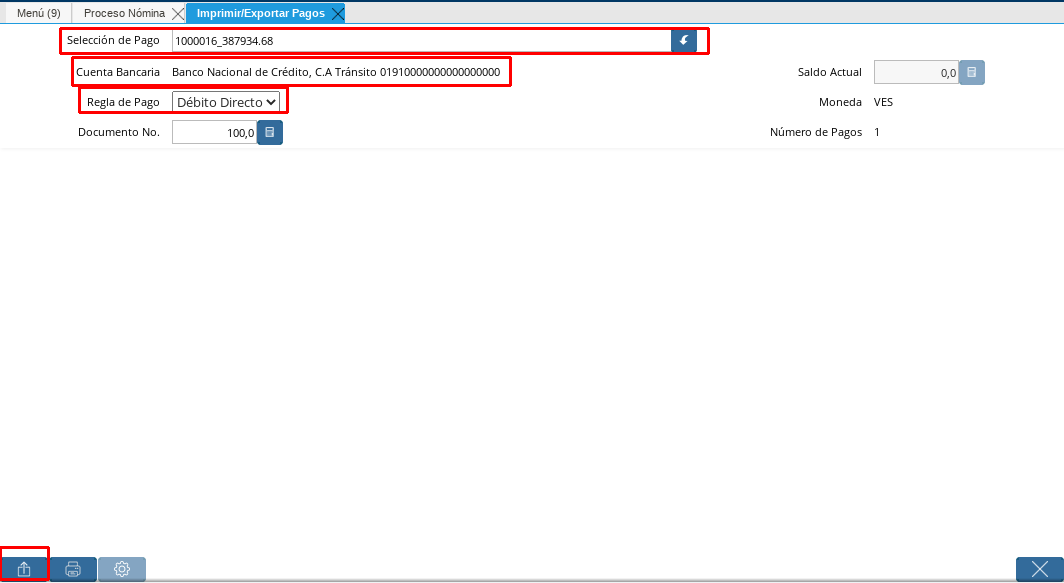 Menú (9) Proceso Nómina Imprimir/Exportar Pagos
Selección de Pago 1000016_387934.68
Cuenta Bancaria Banco Nacional de Crédito, C.A Tránsito 01910000000000000000 Saldo Actual 0,0
Regla de Pago Débito Directo Moneda VES
Documento No. 100,0 Número de Pagos 1